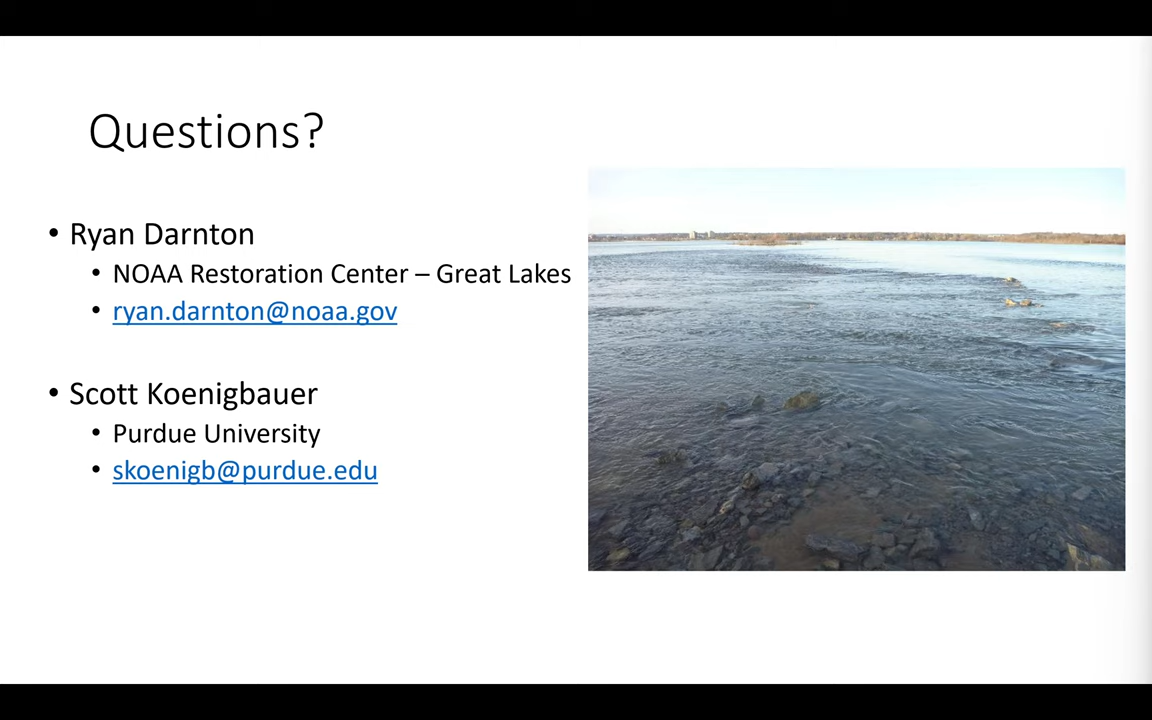 Questions?
• Ryan Darnton
• NOAA Restoration Center – Great Lakes
• ryan.darnton@noaa.gov
• Scott Koenigbauer
• Purdue University
• skoenigb@purdue.edu